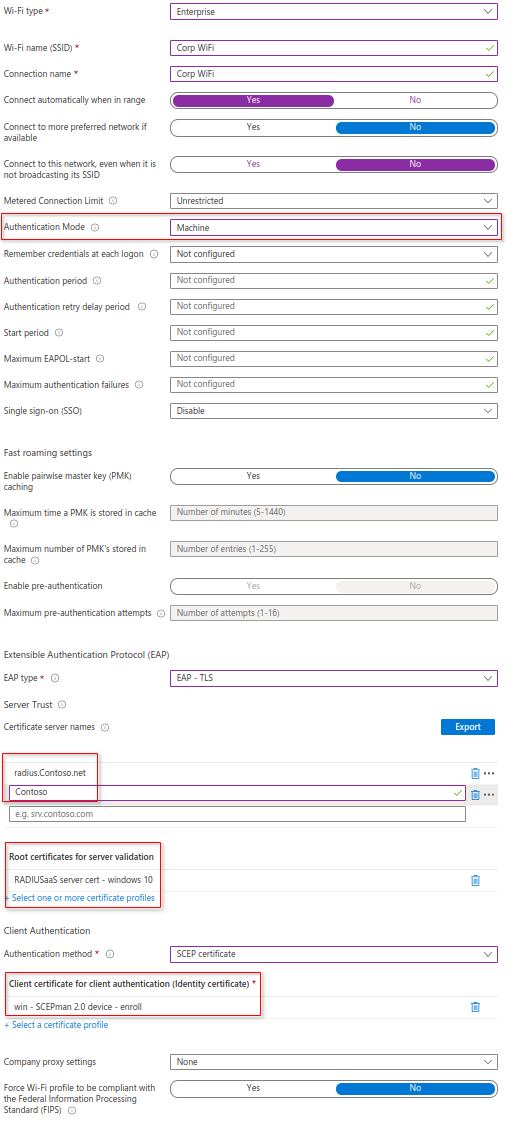 Wi-Fi type *
Enterprise
Wi-Fi name (SSID) *
Corp WiFi
Connection name *
Corp WiFi
Connect automatically when in range
Yes
No
Connect to more preferred network if
available
Yes
No
Connect to this network, even when it is
not broadcasting its SSID
Yes
No
Metered Connection Limit
Unrestricted
Authentication Mode
Machine
Remember credentials at each logon
Not configured
Authentication period
Not configured
Authentication retry delay period
Not configured
Start period
Not configured
Maximum EAPOL-start
Not configured
Maximum authentication failures
Not configured
Single sign-on (SSO)
Disable
Fast roaming settings
Enable pairwise master key (PMK)
caching
Yes
No
Maximum time a PMK is stored in cache
Number of minutes (5-1440)
Maximum number of PMK's stored in
cache
Number of entries (1-255)
Enable pre-authentication
Yes
No
Maximum pre-authentication attempts
Number of attempts (1-16)
Extensible Authentication Protocol (EAP)
EAP type *
EAP - TLS
Server Trust
Certificate server names
Export
radius.Contoso.net
Contoso
e.g. srv.contoso.com
Root certificates for server validation
RADIUSaaS server cert - windows 10
+ Select one or more certificate profiles
Client Authentication
Authentication method *
SCEP certificate
Client certificate for client authentication (Identity certificate) *
win - SCEPman 2.0 device - enroll
+ Select a certificate profile
Company proxy settings
None
Force Wi-Fi profile to be compliant with
the Federal Information Processing
Standard (FIPS)
Yes
No